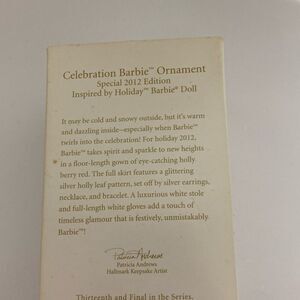 Celebration Barbie™ Ornament
Special 2012 Edition
Inspired by Holiday™ Barbie® Doll
It may be cold and snowy outside, but it's warm
and dazzling inside—especially when Barbie™
twirls into the celebration! For holiday 2012,
Barbie™ takes spirit and sparkle to new heights
in a floor-length gown of eye-catching holly
berry red. The full skirt features a glittering
silver holly leaf pattern, set off by silver earrings,
necklace, and bracelet. A luxurious white stole
and full-length white gloves add a touch of
timeless glamour that is festively, unmistakably.
Barbie™!
Patricia Andrews
Patricia Andrews
Hallmark Keepsake Artist
Thirteenth and Final in the Series.